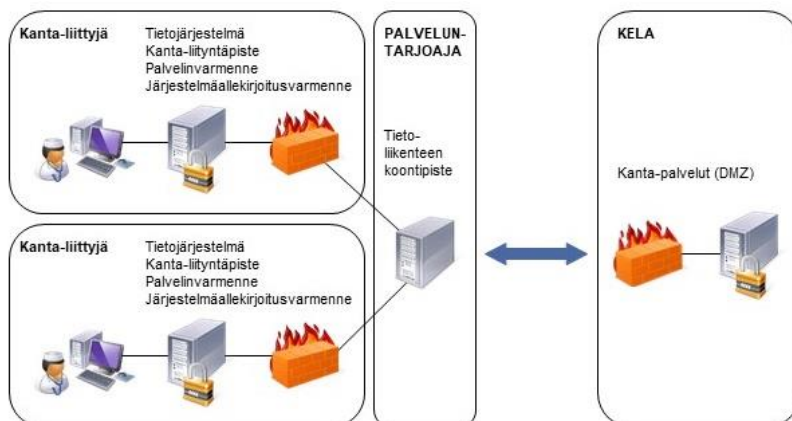 Kanta-liittyjä
Tietojärjestelmä
Kanta-liityntäpiste
Palvelinvarmenne
Järjestelmäallekirjoitusvarmenne
Kanta-liittyjä
Tietojärjestelmä
Kanta-liityntäpiste
Palvelinvarmenne
Järjestelmäallekirjoitusvarmenne
PALVELUN-
TARJOAJA
Tieto-
liikenteen
koontipiste
KELA
Kanta-palvelut (DMZ)